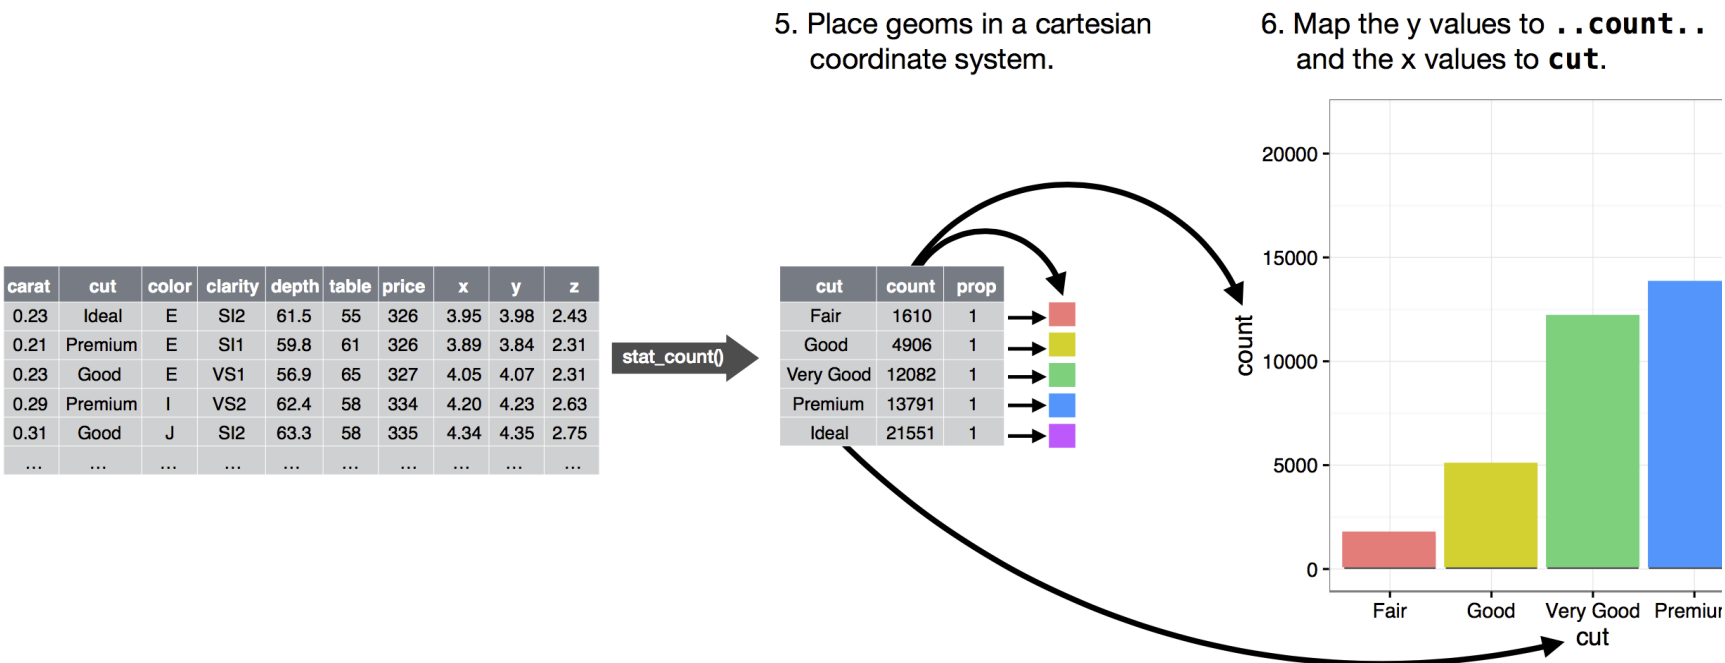 5. Place geoms in a cartesian
coordinate system.
6. Map the y values to ..count..
and the x values to cut.
carat cut color clarity depth table price x y z
0.23 Ideal E SI2 61.5 55 326 3.95 3.98 2.43
0.21 Premium E SI1 59.8 61 326 3.89 3.84 2.31
0.23 Good E VS1 56.9 65 327 4.05 4.07 2.31
0.29 Premium I VS2 62.4 58 334 4.20 4.23 2.63
0.31 Good J SI2 63.3 58 335 4.34 4.35 2.75
... ... ... ... ... ... ... ... ... ...
stat_count()
cut count prop
Fair 1610 1
Good 4906 1
Very Good 12082 1
Premium 13791 1
Ideal 21551 1
count
20000
15000
10000
5000
0
Fair Good Very Good Premium
cut